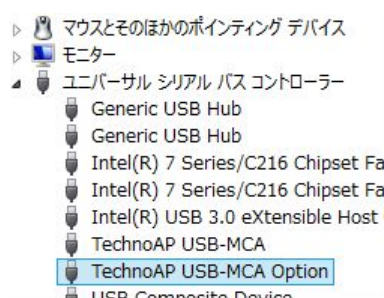 マウスとそのほかのポインティング デバイス
モニター
ユニバーサル シリアル バス コントローラー
Generic USB Hub
Generic USB Hub
Intel(R) 7 Series/C216 Chipset Fa
Intel(R) 7 Series/C216 Chipset Fa
Intel(R) USB 3.0 eXtensible Host
TechnoAP USB-MCA
TechnoAP USB-MCA Option
USB Composite Device